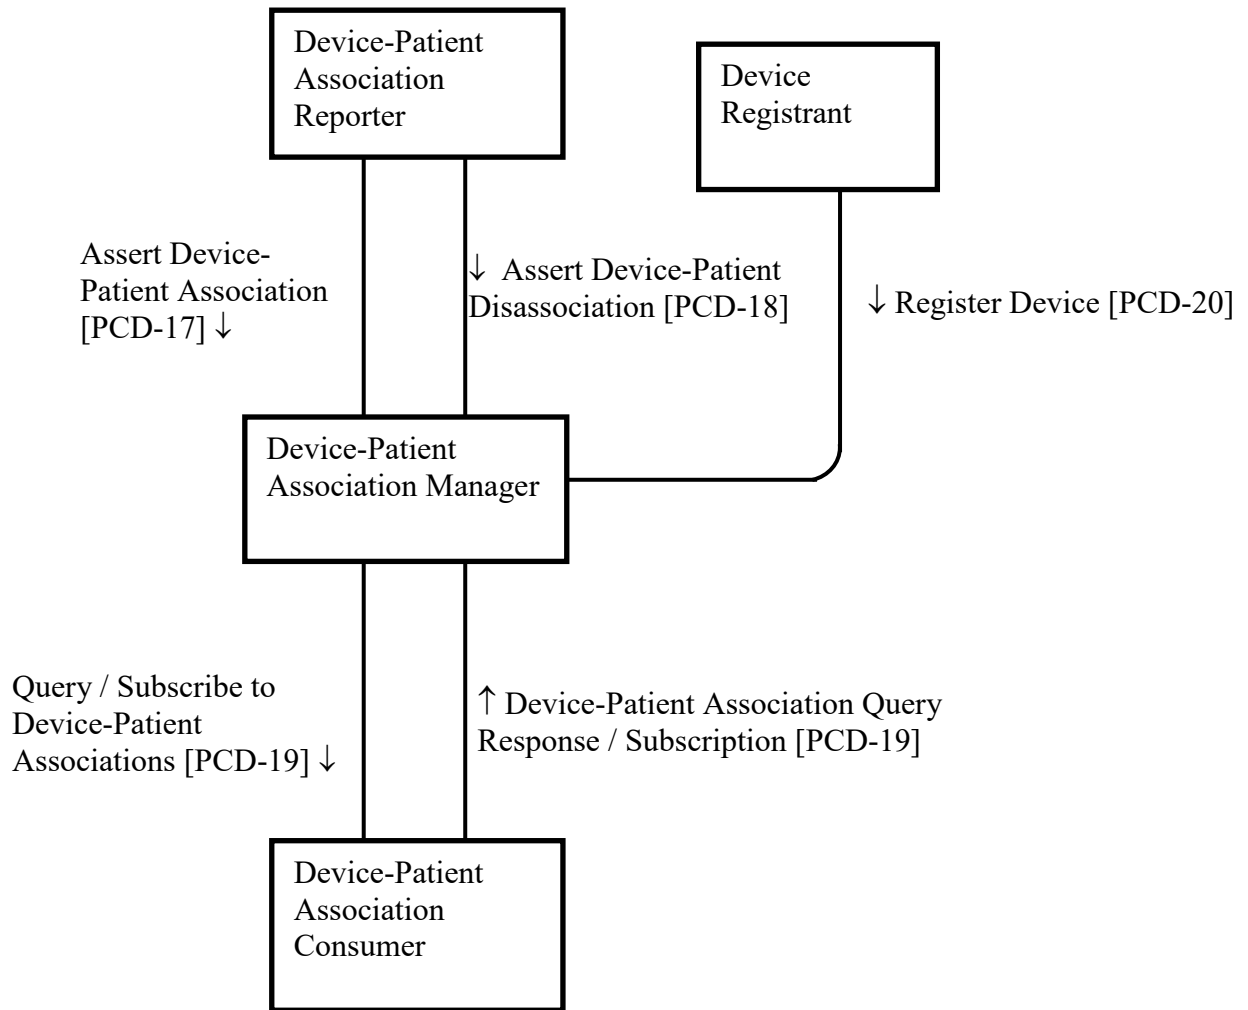 Device-Patient
Association
Reporter
Device
Registrant
Assert Device-
Patient Association
[PCD-17] ↓
↓ Assert Device-Patient
Disassociation [PCD-18]
↓ Register Device [PCD-20]
Device-Patient
Association Manager
Query / Subscribe to
Device-Patient
Associations [PCD-19] ↓
↑ Device-Patient Association Query
Response / Subscription [PCD-19]
Device-Patient
Association
Consumer